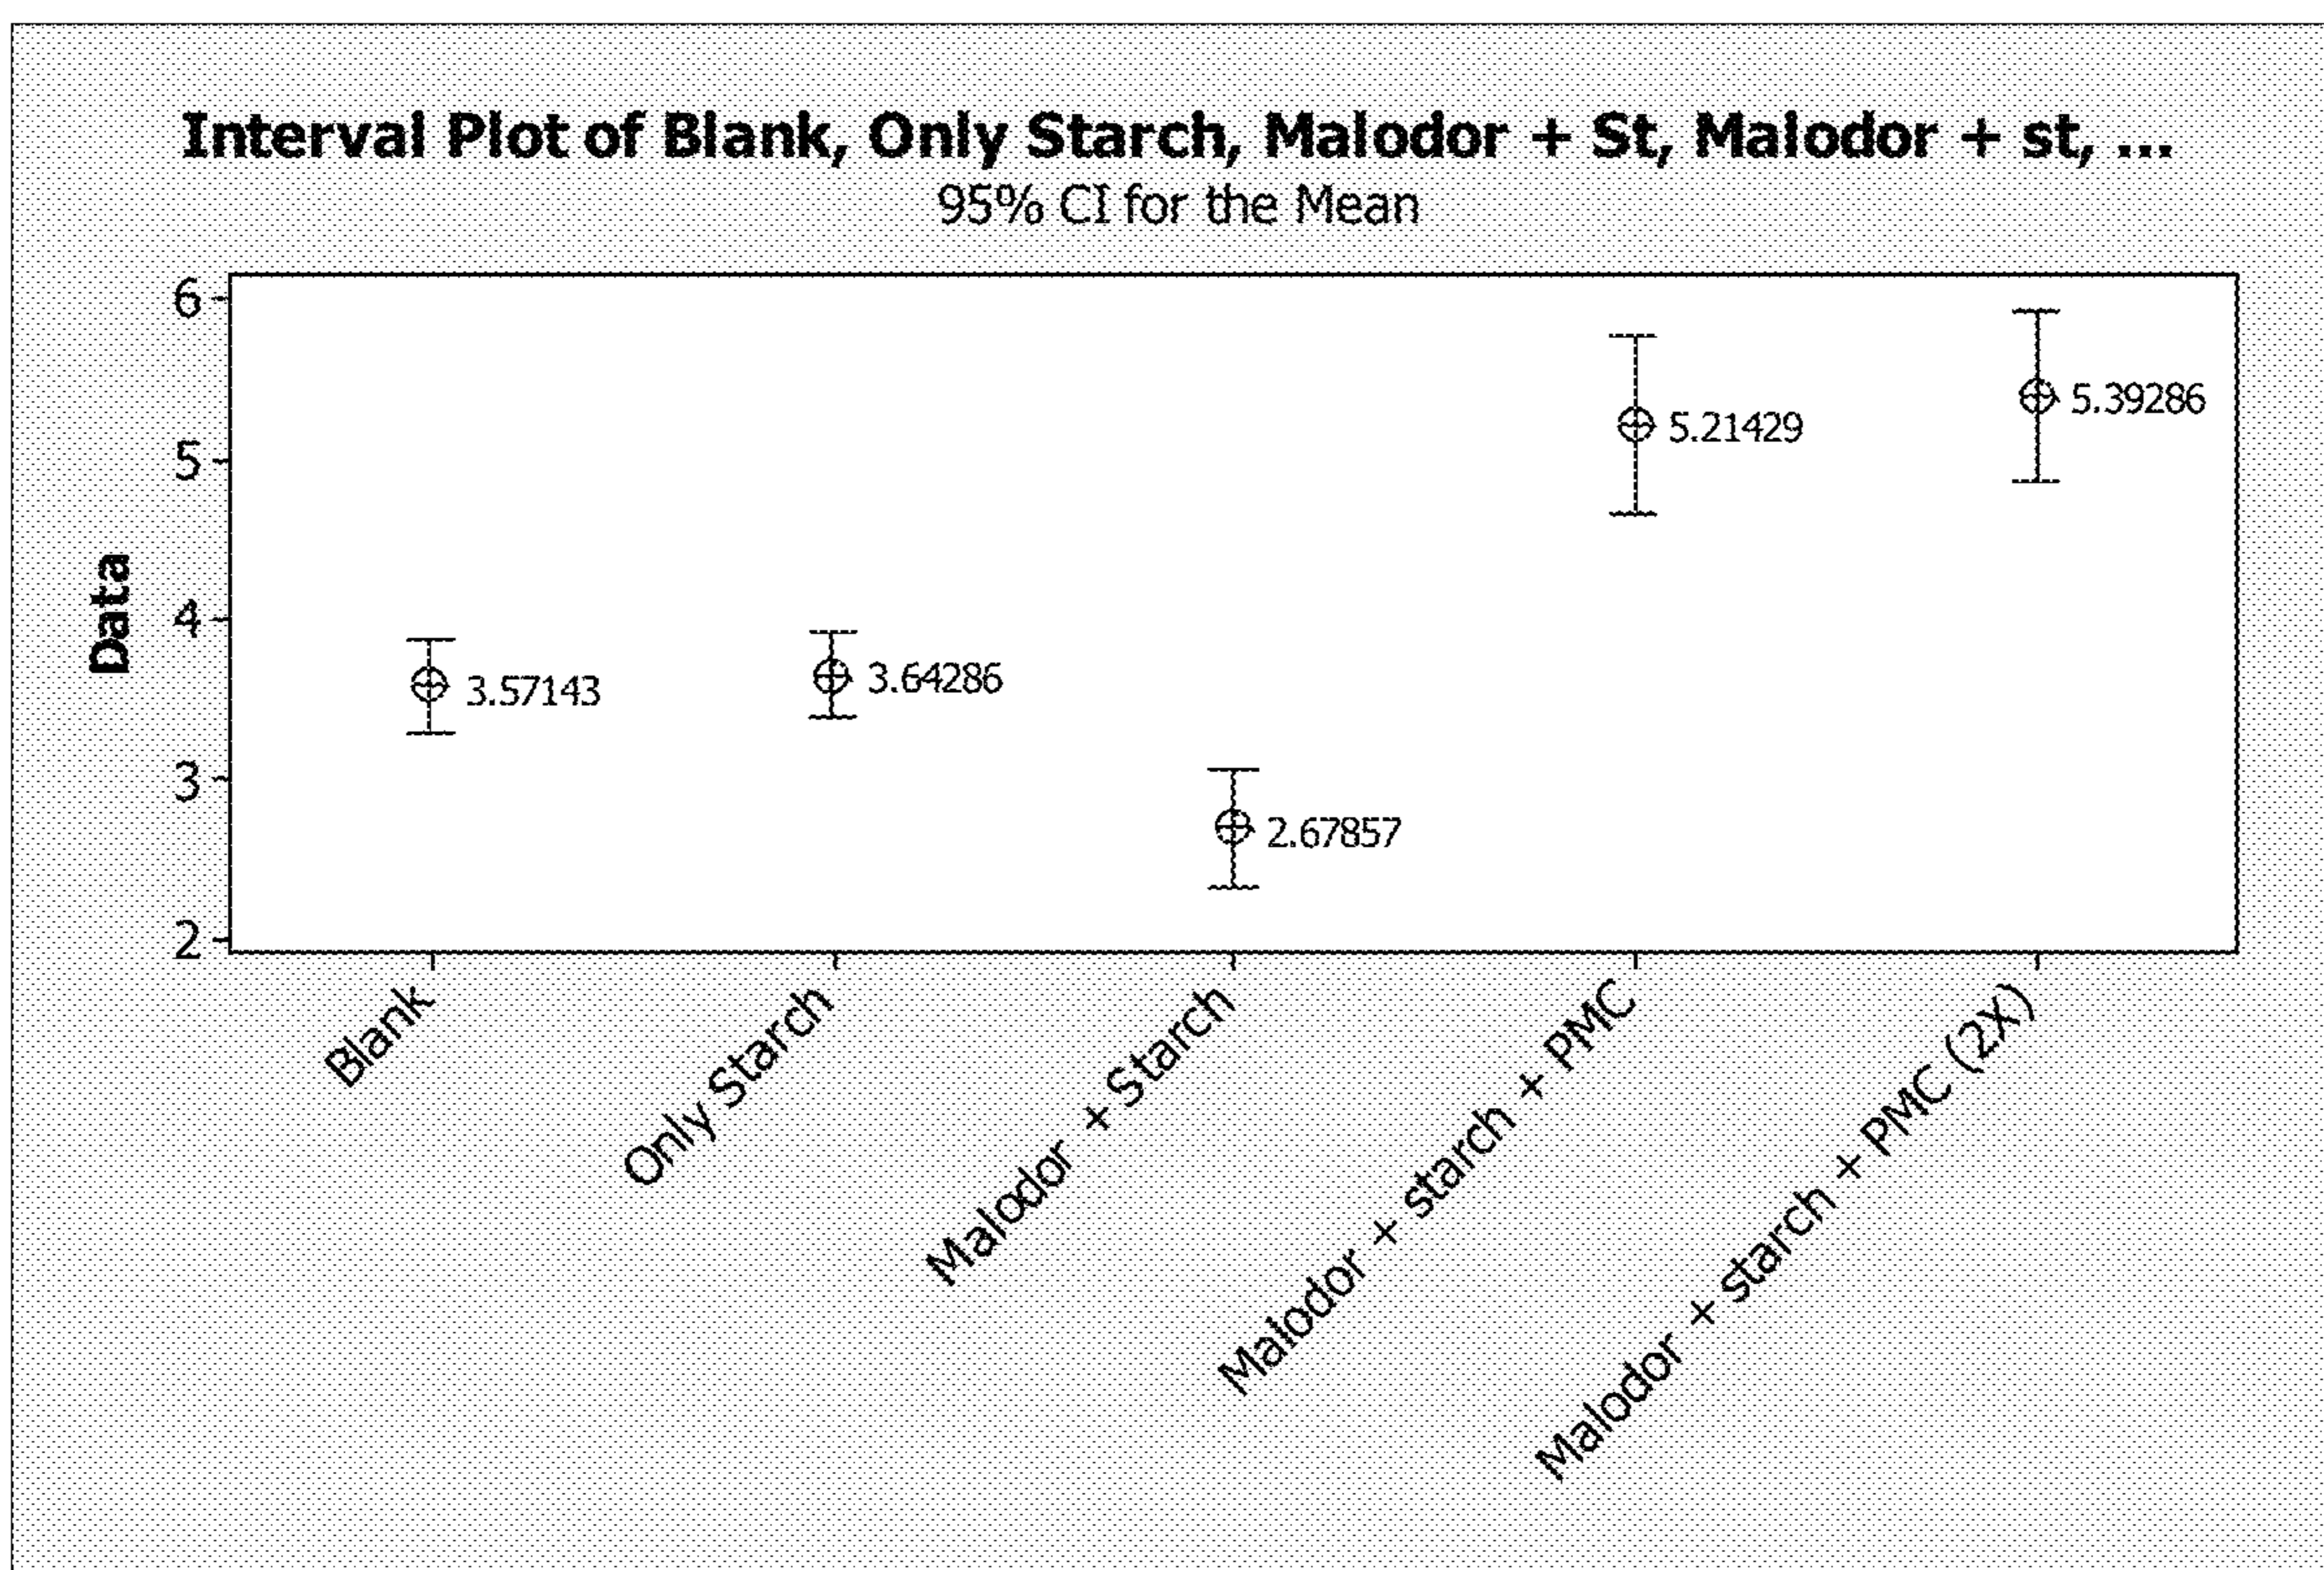 Interval Plot of Blank, Only Starch, Malodor + St, Malodor + st, ...
95% CI for the Mean
Data
6
5
4
3
2
3.57143
3.64286
2.67857
5.21429
5.39286
Blank
Only Starch
Malodor + Starch
Malodor + starch + PMC
Malodor + starch + PMC (2X)